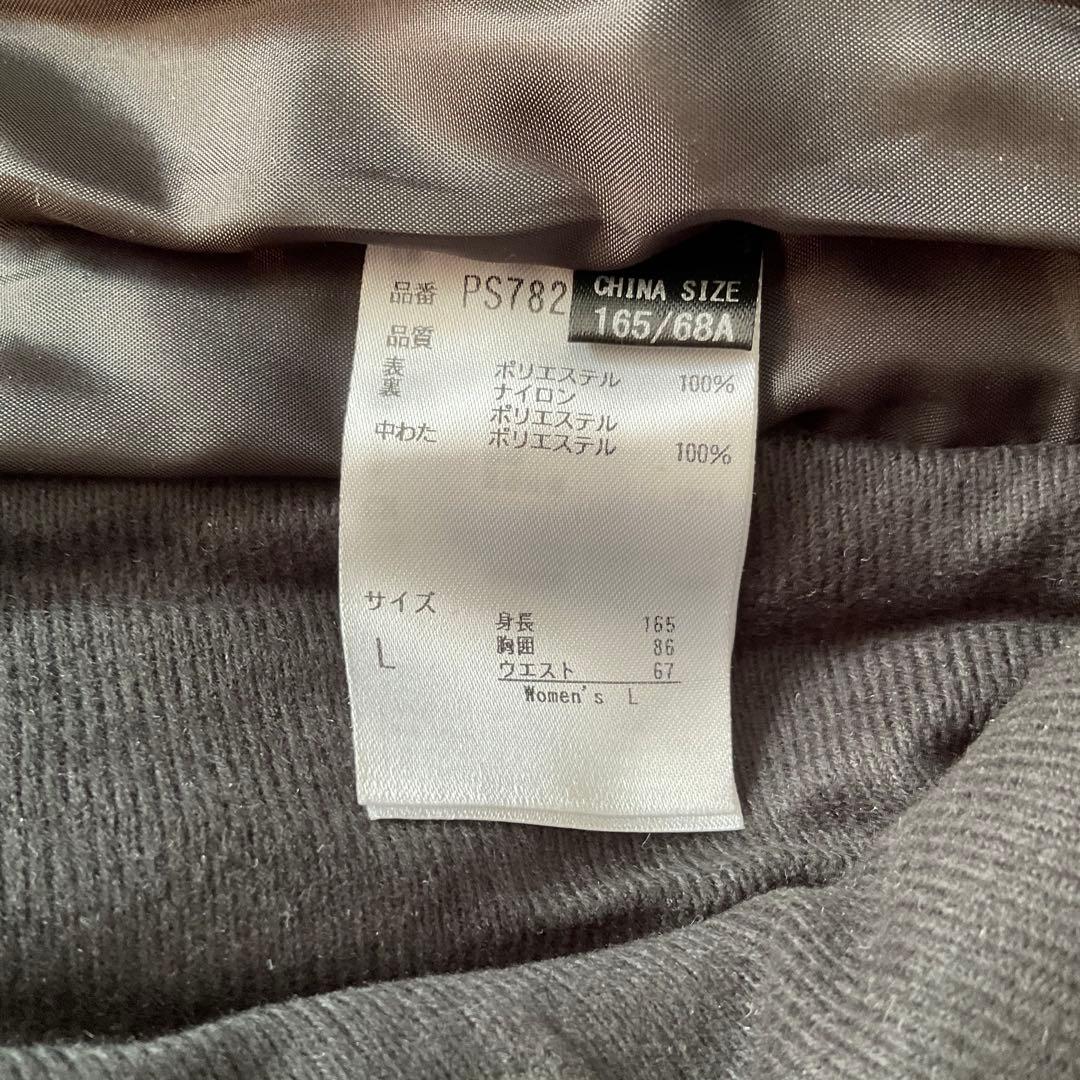 品番 PS782
CHINA SIZE
165/68A
品質
表 ポリエステル 100%
裏 ナイロン
ポリエステル
中わた ポリエステル 100%
サイズ
L
身長 165
胸囲 86
ウエスト 67
Women's L